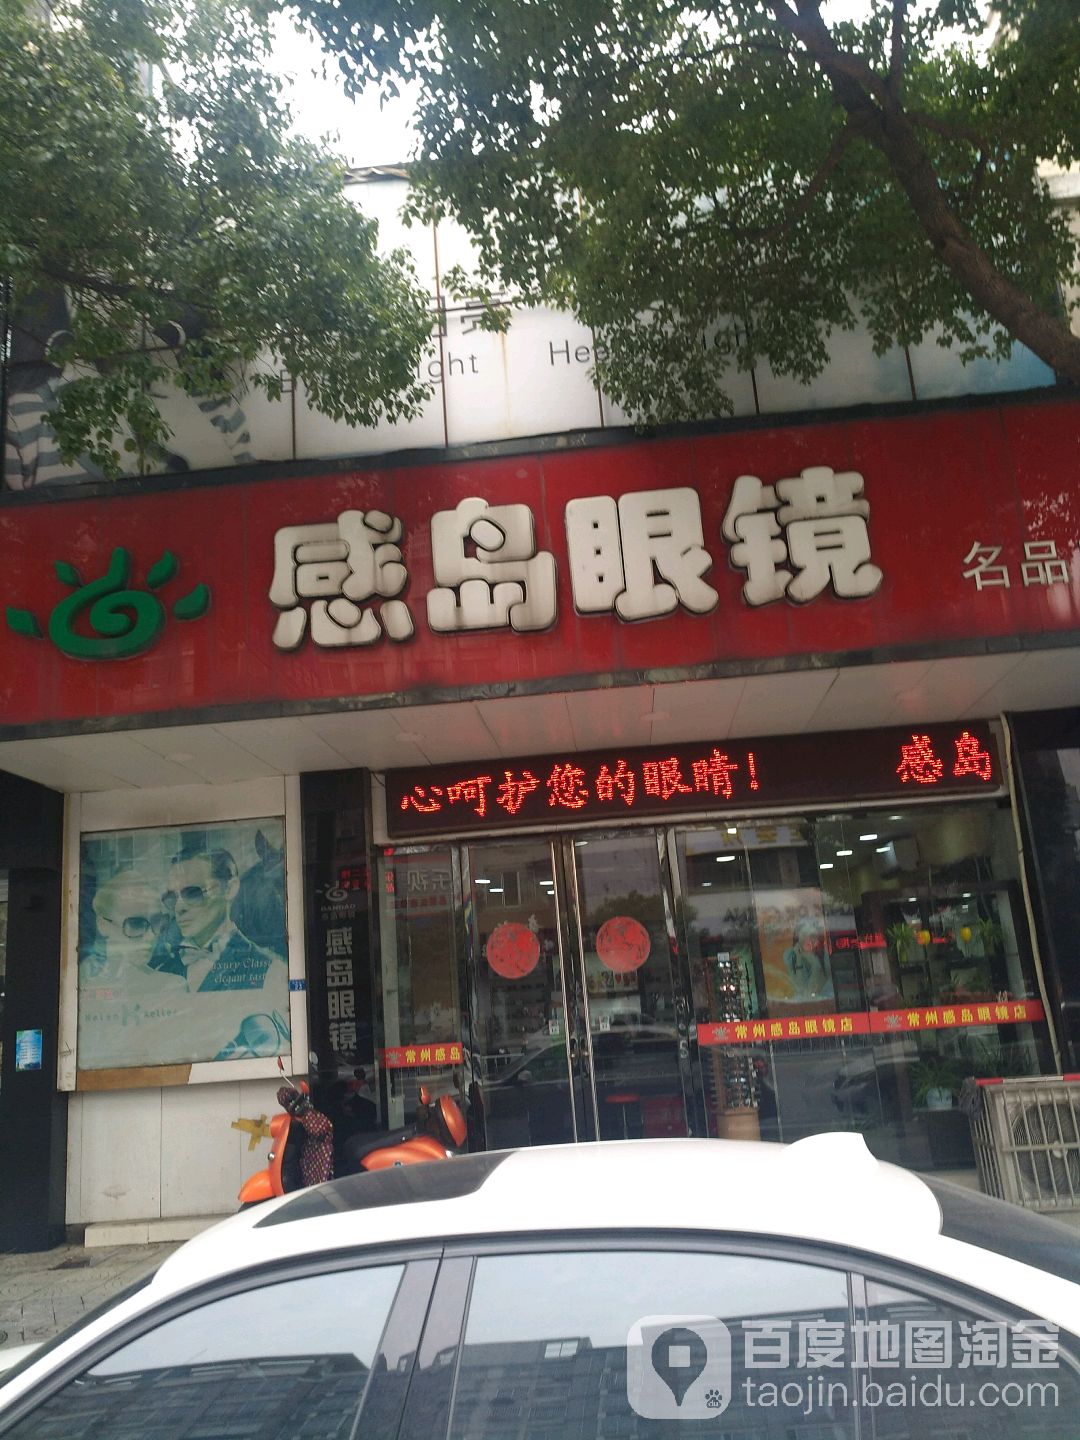 感岛眼镜
名品
心呵护您的眼睛! 感岛
感岛眼镜
Luxury Classy
elegant taste
常州感岛
常州感岛眼镜店
常州感岛眼镜店
百度地图淘金
taojin.baidu.com